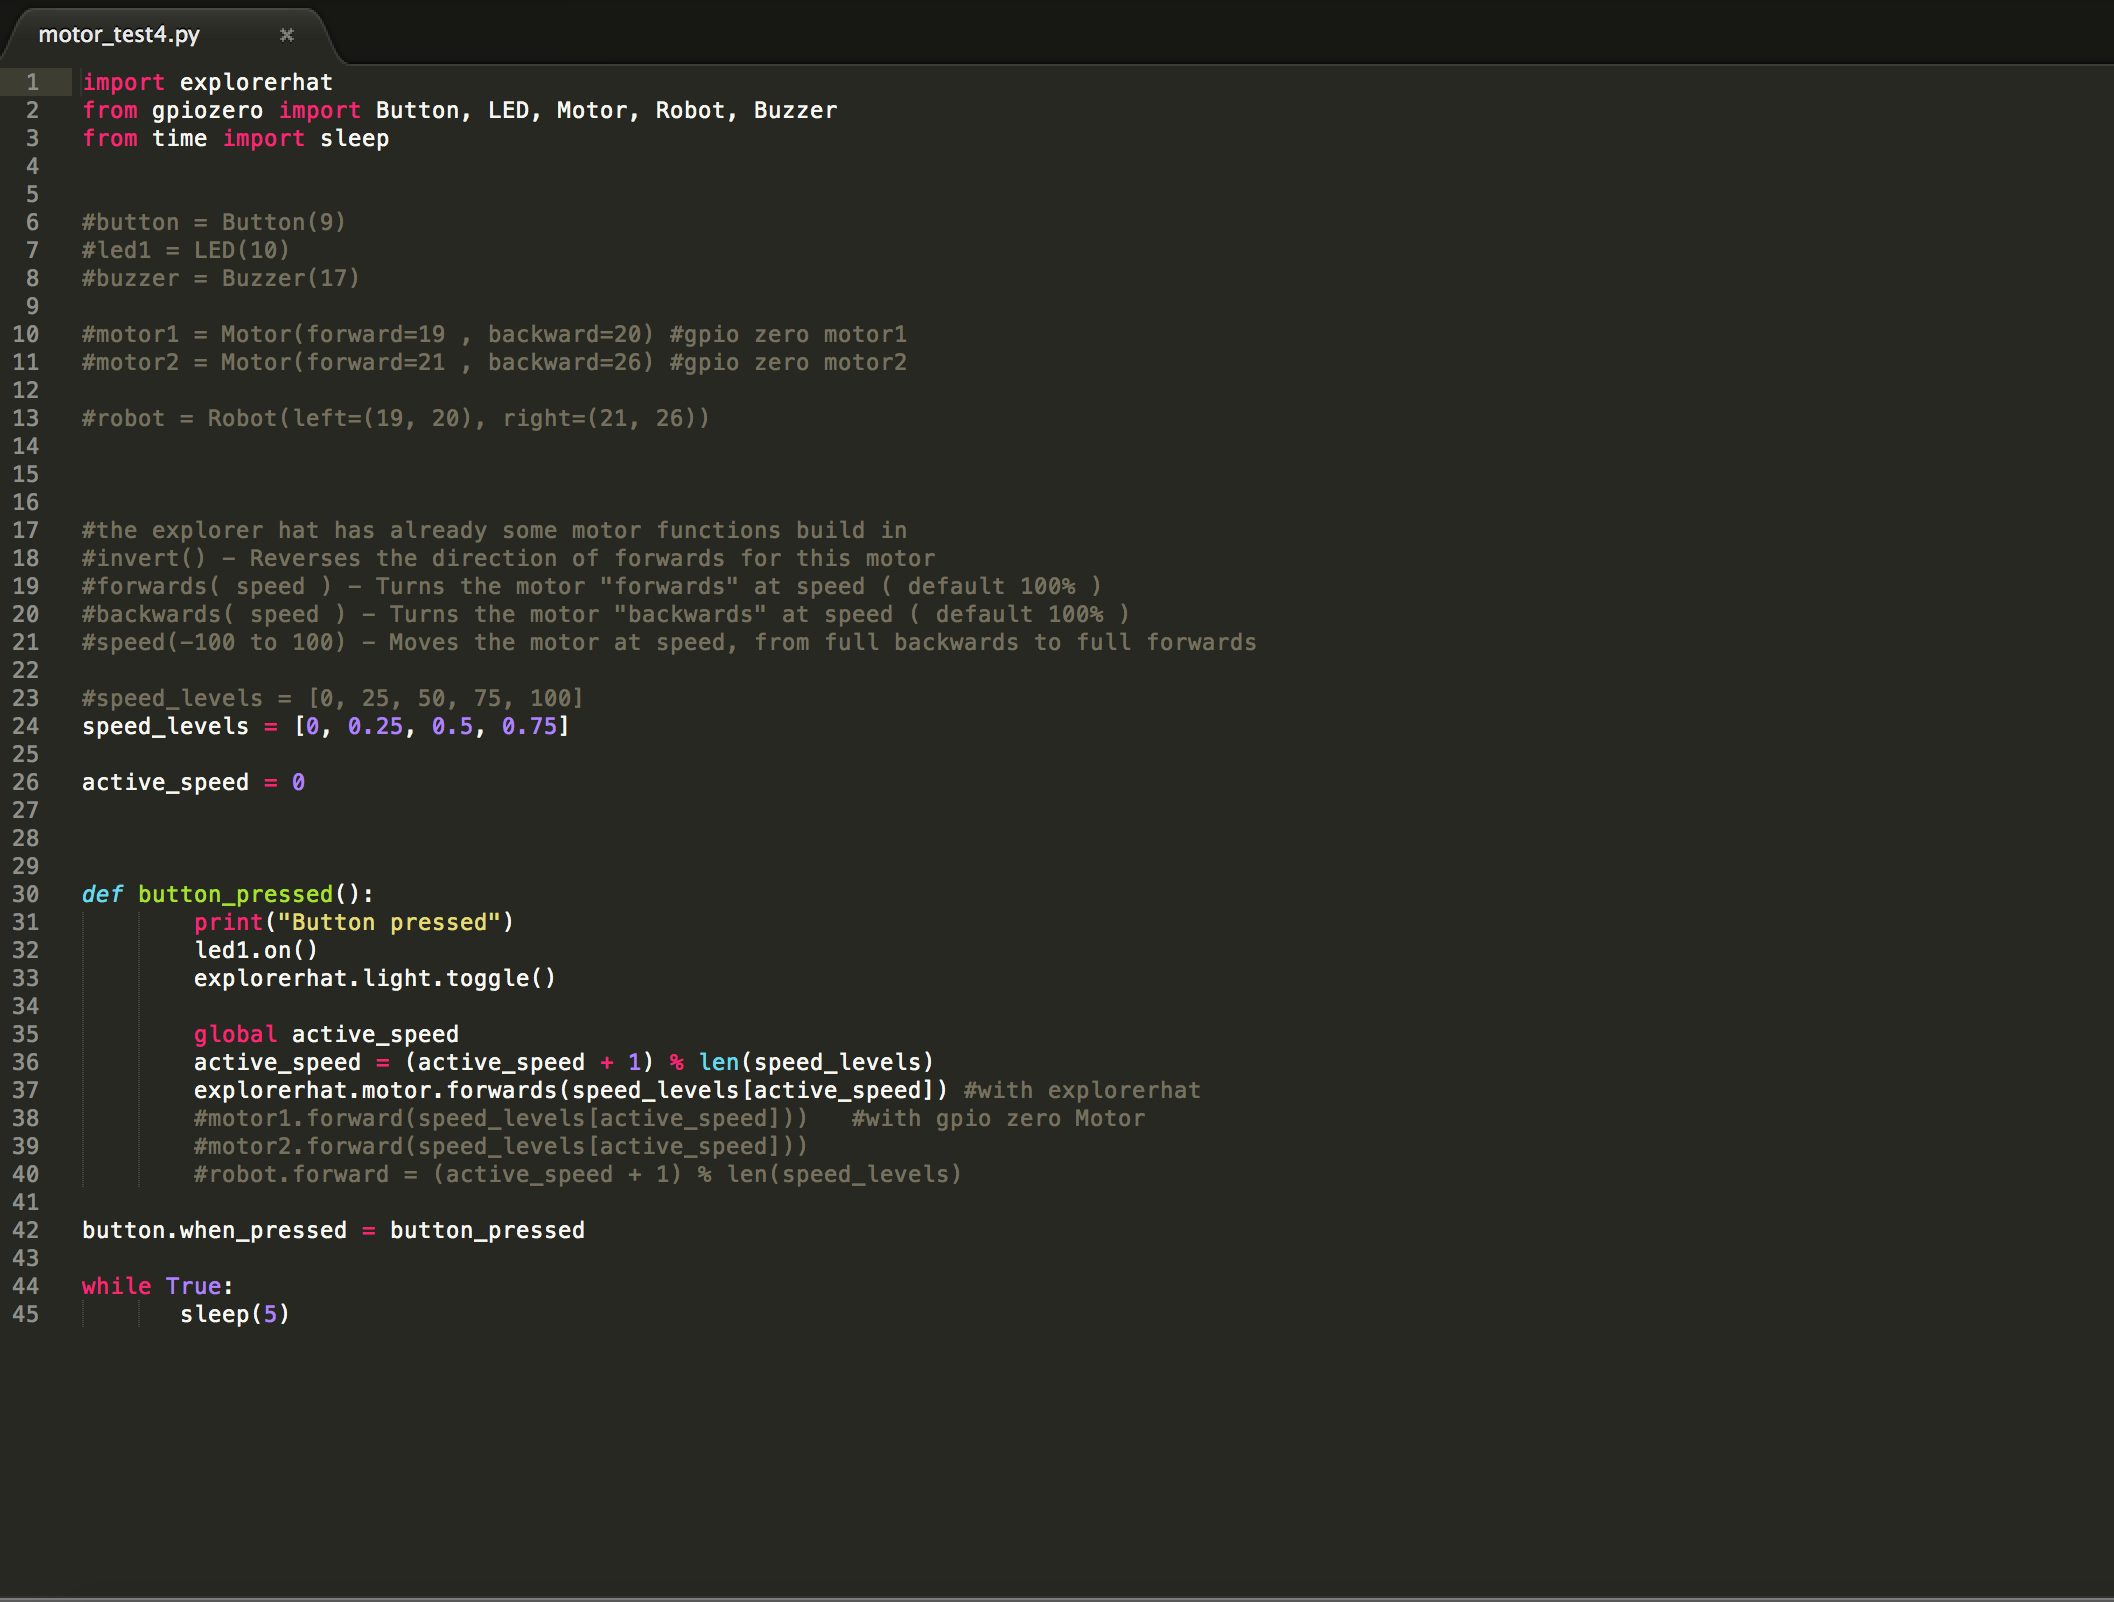 motor_test4.py ×
1 import explorerhat
2 from gpiozero import Button, LED, Motor, Robot, Buzzer
3 from time import sleep
4
5
6 #button = Button(9)
7 #led1 = LED(10)
8 #buzzer = Buzzer(17)
9
10 #motor1 = Motor(forward=19 , backward=20) #gpio zero motor1
11 #motor2 = Motor(forward=21 , backward=26) #gpio zero motor2
12
13 #robot = Robot(left=(19, 20), right=(21, 26))
14
15
16
17 #the explorer hat has already some motor functions build in
18 #invert() - Reverses the direction of forwards for this motor
19 #forwards( speed ) - Turns the motor "forwards" at speed ( default 100% )
20 #backwards( speed ) - Turns the motor "backwards" at speed ( default 100% )
21 #speed(-100 to 100) - Moves the motor at speed, from full backwards to full forwards
22
23 #speed_levels = [0, 25, 50, 75, 100]
24 speed_levels = [0, 0.25, 0.5, 0.75]
25
26 active_speed = 0
27
28
29
30 def button_pressed():
31         print("Button pressed")
32         led1.on()
33         explorerhat.light.toggle()
34
35         global active_speed
36         active_speed = (active_speed + 1) % len(speed_levels)
37         explorerhat.motor.forwards(speed_levels[active_speed]) #with explorerhat
38         #motor1.forward(speed_levels[active_speed]))   #with gpio zero Motor
39         #motor2.forward(speed_levels[active_speed]))
40         #robot.forward = (active_speed + 1) % len(speed_levels)
41
42 button.when_pressed = button_pressed
43
44 while True:
45        sleep(5)